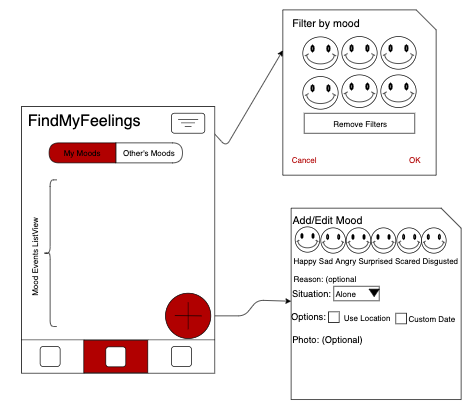 Filter by mood
Remove Filters
Cancel
OK
FindMyFeelings
My Moods
Other's Moods
Mood Events ListView
Add/Edit Mood
Happy Sad Angry Surprised Scared Disgusted
Reason: (optional
Situation:
Alone
Options:
Use Location
Custom Date
Photo: (Optional)